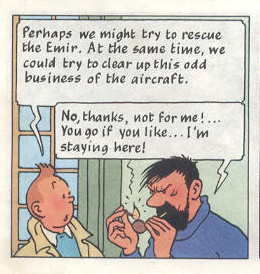 Perhaps we might try to rescue
the Emir. At the same time, we
could try to clear up this odd
business of the aircraft.
No, thanks, not for me!...
You go if you like... I'm
staying here!